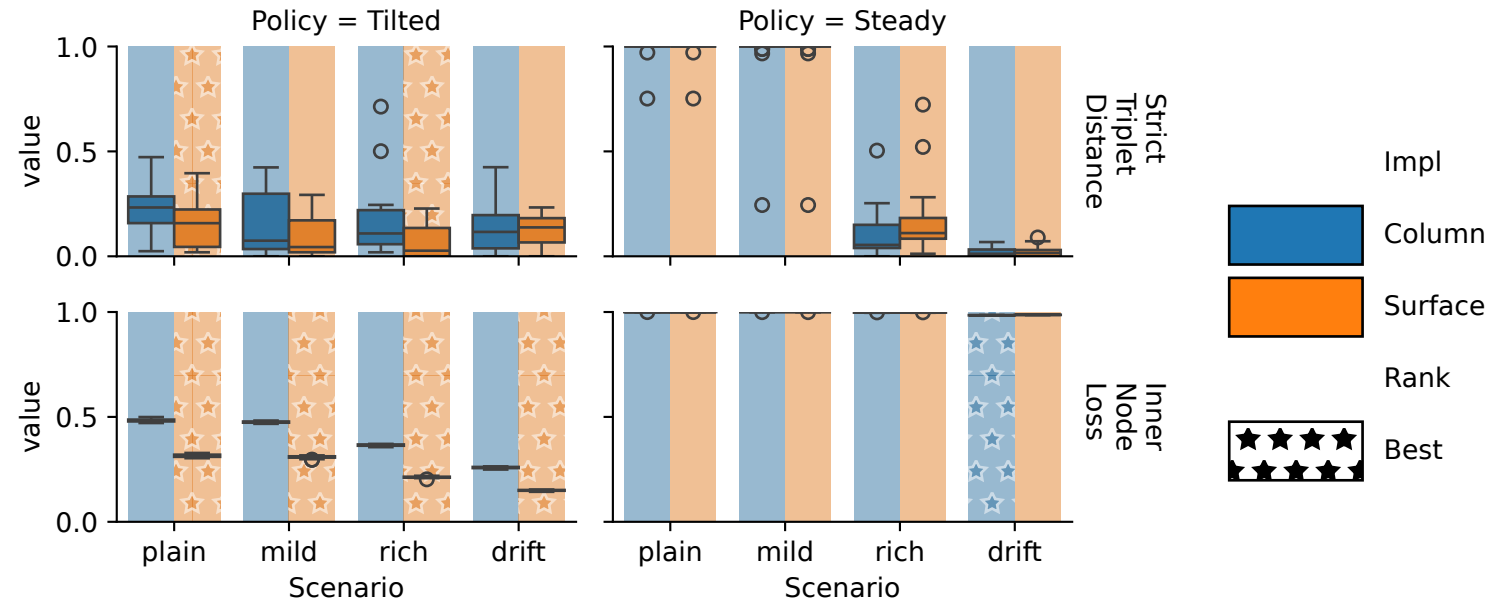 Policy = Tilted
Policy = Steady
value
1.0
0.5
0.0
Strict
Triplet
Distance
value
1.0
0.5
0.0
Inner
Node
Loss
plain
mild
rich
drift
plain
mild
rich
drift
Scenario
Scenario
Impl
Column
Surface
Rank
Best